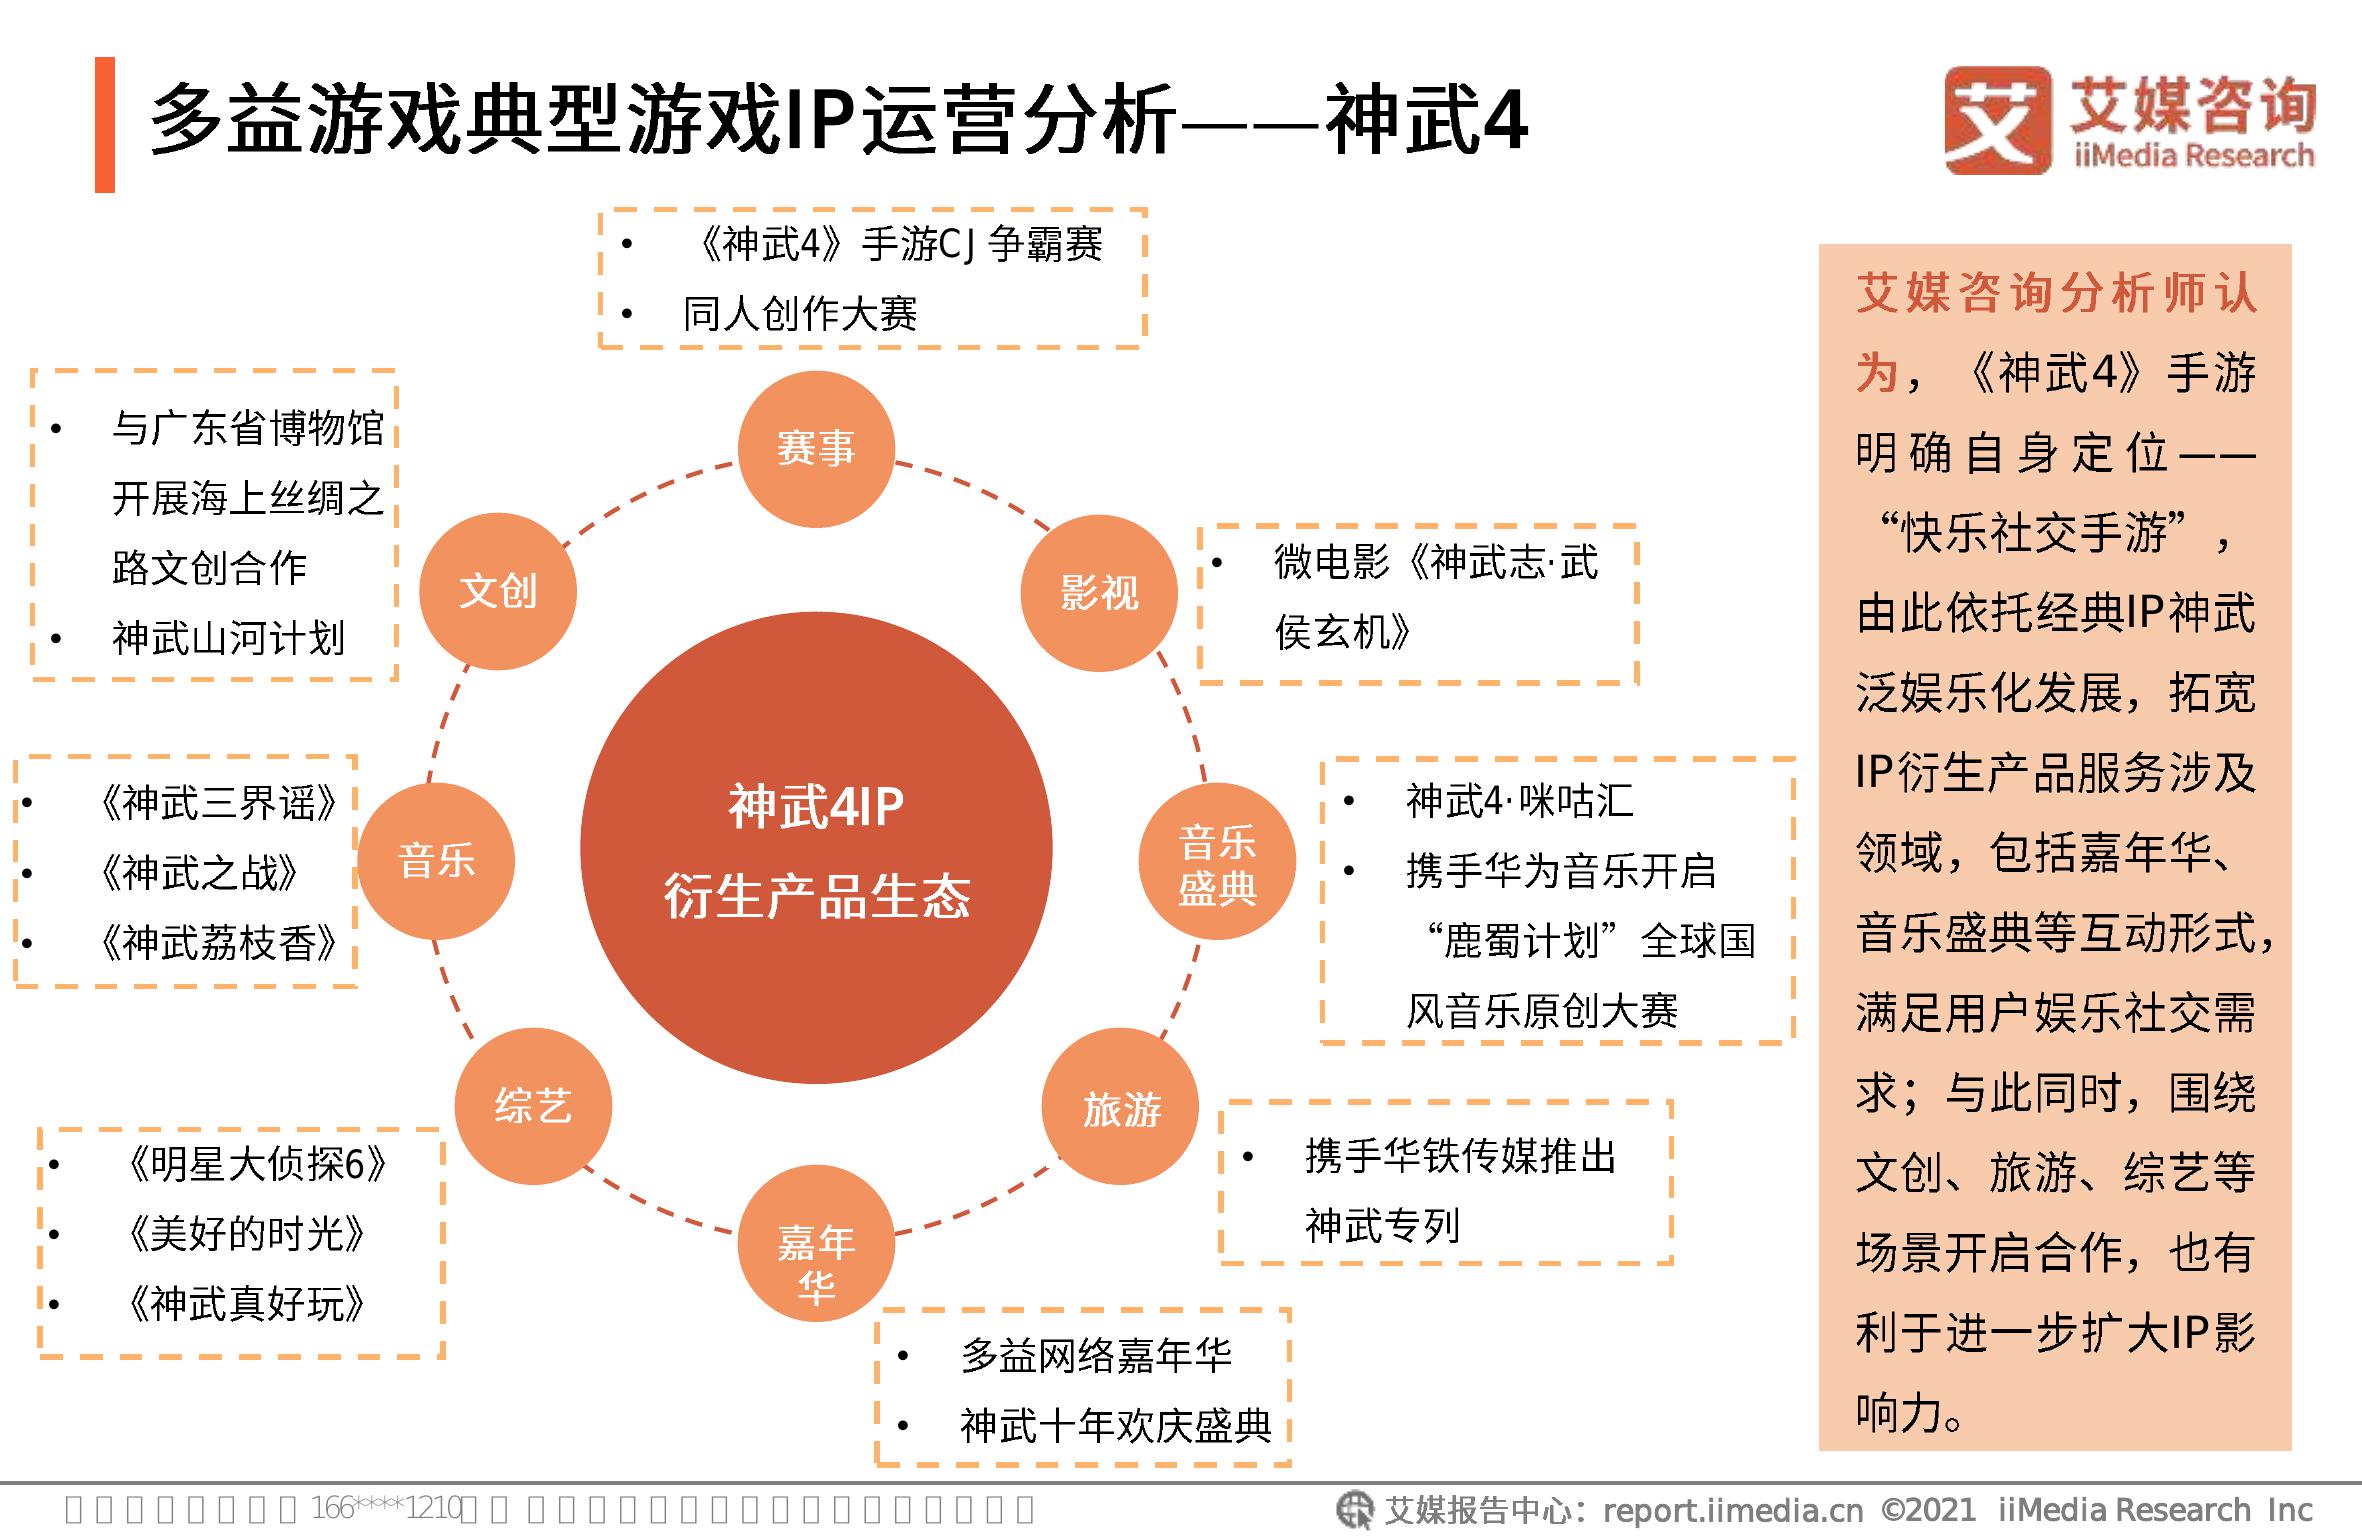 多益游戏典型游戏IP运营分析——神武4
艾
艾媒咨询
iiMedia Research
• 《神武4》手游CJ 争霸赛
• 同人创作大赛
• 与广东省博物馆
开展海上丝绸之
路文创合作
• 神武山河计划
• 《神武三界谣》
• 《神武之战》
• 《神武荔枝香》
• 《明星大侦探6》
• 《美好的时光》
• 《神武真好玩》
赛事
文创
影视
音乐
音乐
盛典
综艺
旅游
嘉年
华
神武4IP
衍生产品生态
• 微电影《神武志·武
侯玄机》
• 神武4·咪咕汇
• 携手华为音乐开启
“鹿蜀计划”全球国
风音乐原创大赛
• 携手华铁传媒推出
神武专列
• 多益网络嘉年华
• 神武十年欢庆盛典
艾媒咨询分析师认
为，《神武4》手游
明确自身定位——
“快乐社交手游”，
由此依托经典IP神武
泛娱乐化发展，拓宽
IP衍生产品服务涉及
领域，包括嘉年华、
音乐盛典等互动形式，
满足用户娱乐社交需
求；与此同时，围绕
文创、旅游、综艺等
场景开启合作，也有
利于进一步扩大IP影
响力。
166****1210
艾媒报告中心：report.iimedia.cn ©2021 iiMedia Research Inc